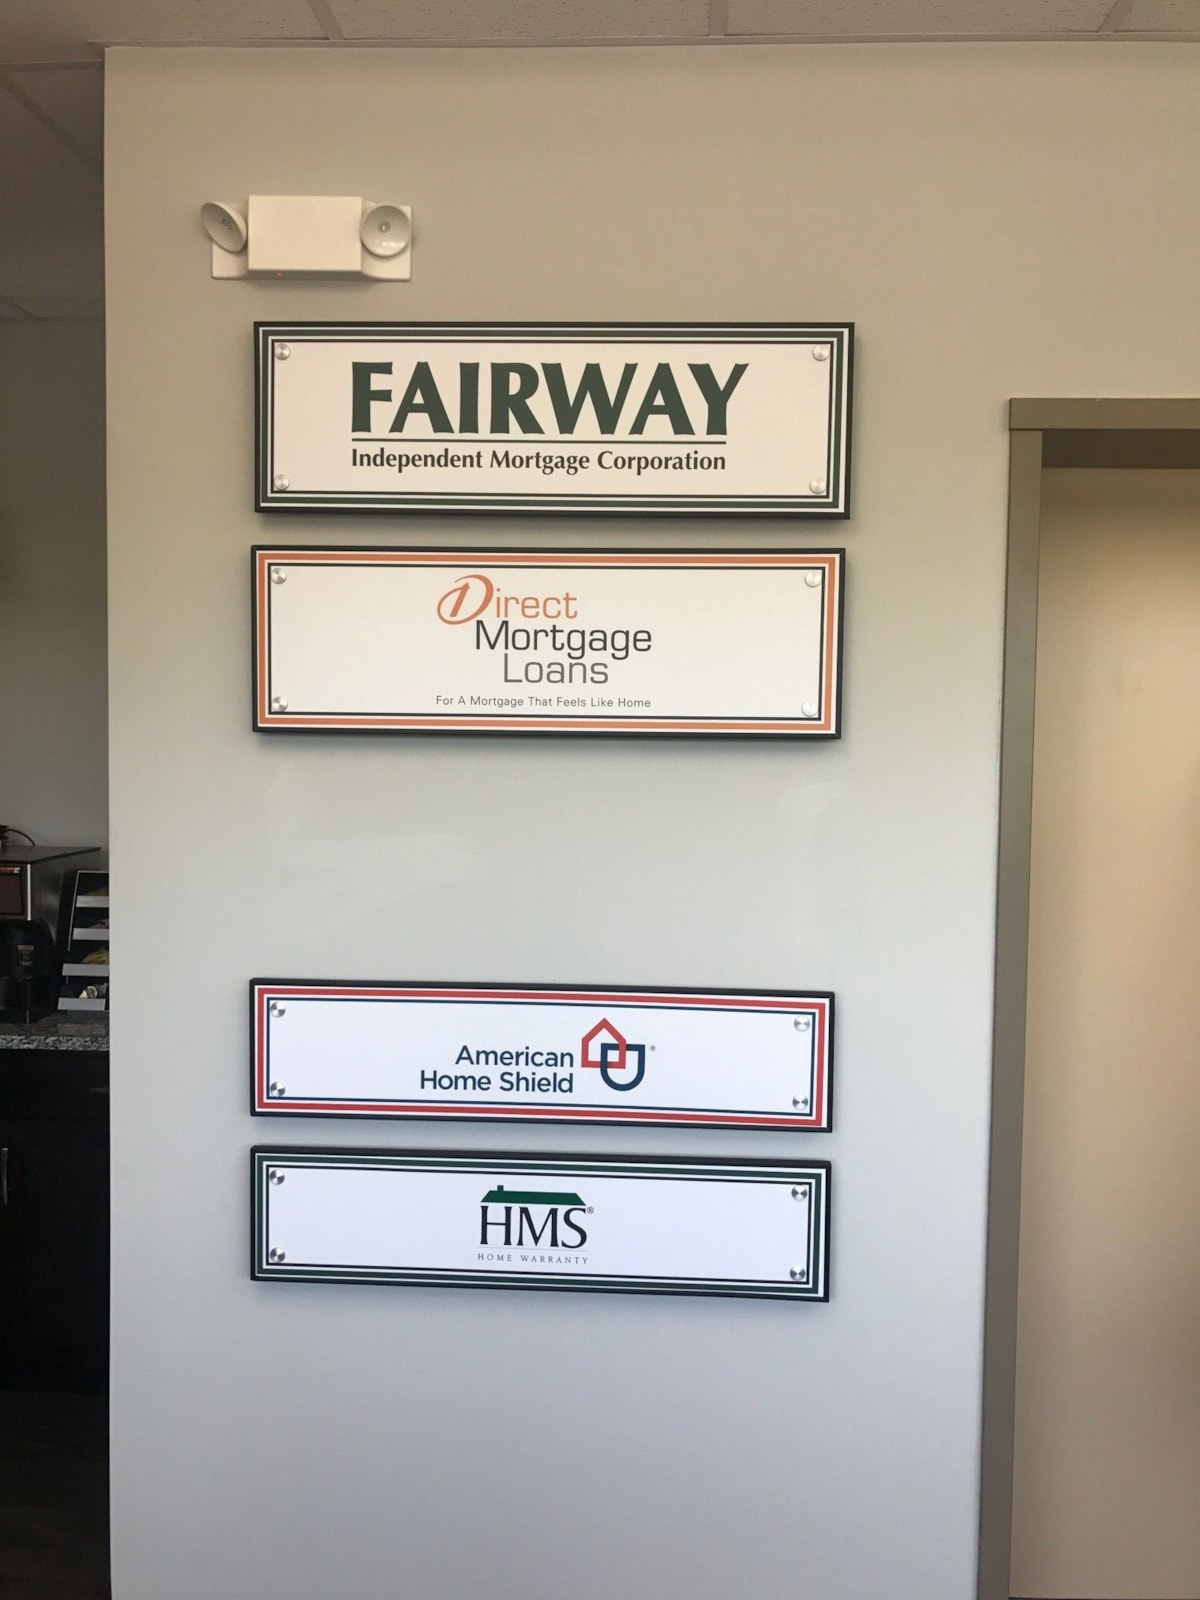 FAIRWAY
Independent Mortgage Corporation
Direct
Mortgage
Loans
For A Mortgage That Feels Like Home
American
Home Shield®
HMS®
HOME WARRANTY